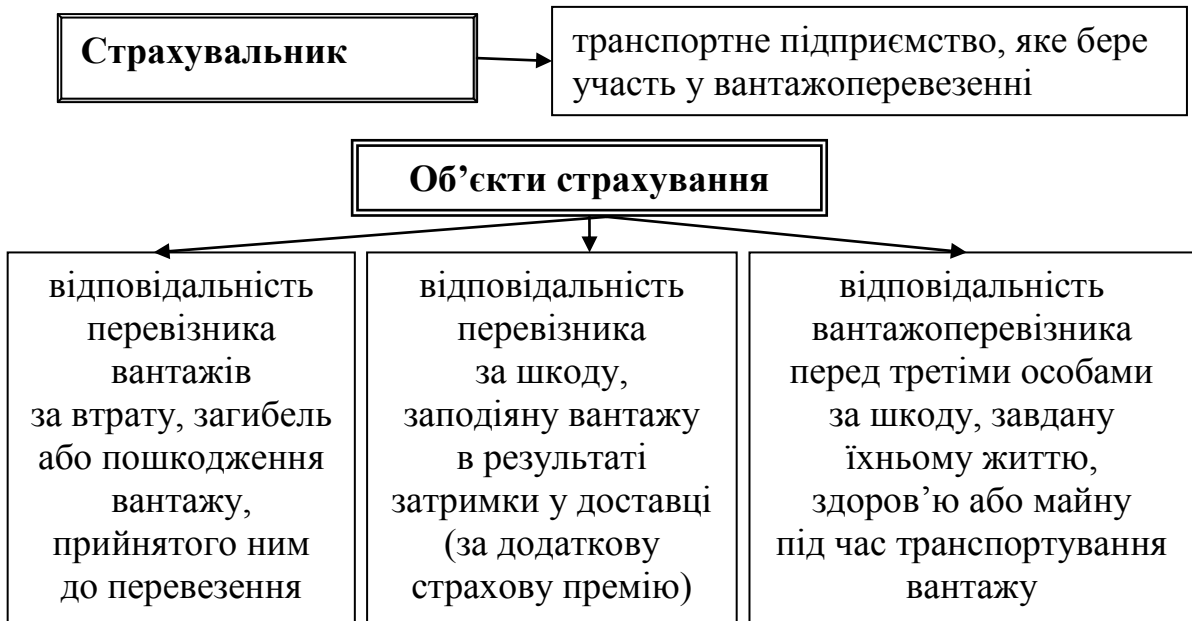 Страхувальник
транспортне підприємство, яке бере
участь у вантажоперевезенні
Об’єкти страхування
відповідальність
перевізника
вантажів
за втрату, загибель
або пошкодження
вантажу,
прийнятого ним
до перевезення
відповідальність
перевізника
за шкоду,
заподіяну вантажу
в результаті
затримки у доставці
(за додаткову
страхову премію)
відповідальність
вантажоперевізника
перед третіми особами
за шкоду, завдану
їхньому життю,
здоров’ю або майну
під час транспортування
вантажу